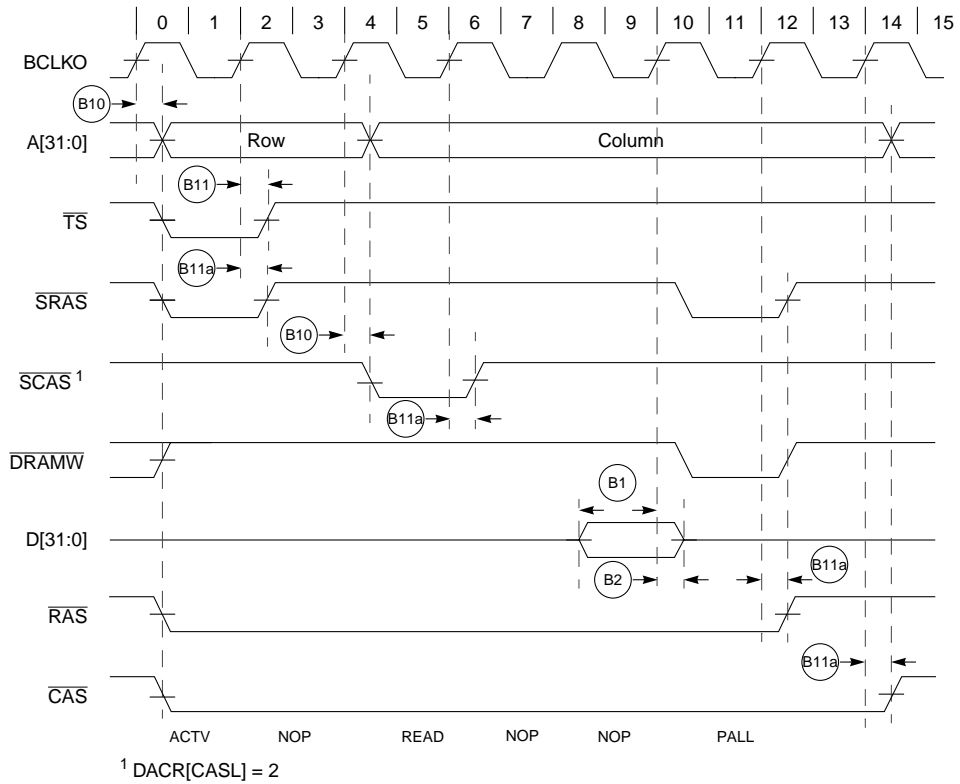 0 1 2 3 4 5 6 7 8 9 10 11 12 13 14 15
BCLKO
B10
A[31:0] Row Column
B11
TS
B11a
SRAS
B10
SCAS 1
B11a
DRAMW
B1
D[31:0]
B2 B11a
RAS
B11a
CAS
ACTV NOP READ NOP NOP PALL
1 DACR[CASL] = 2